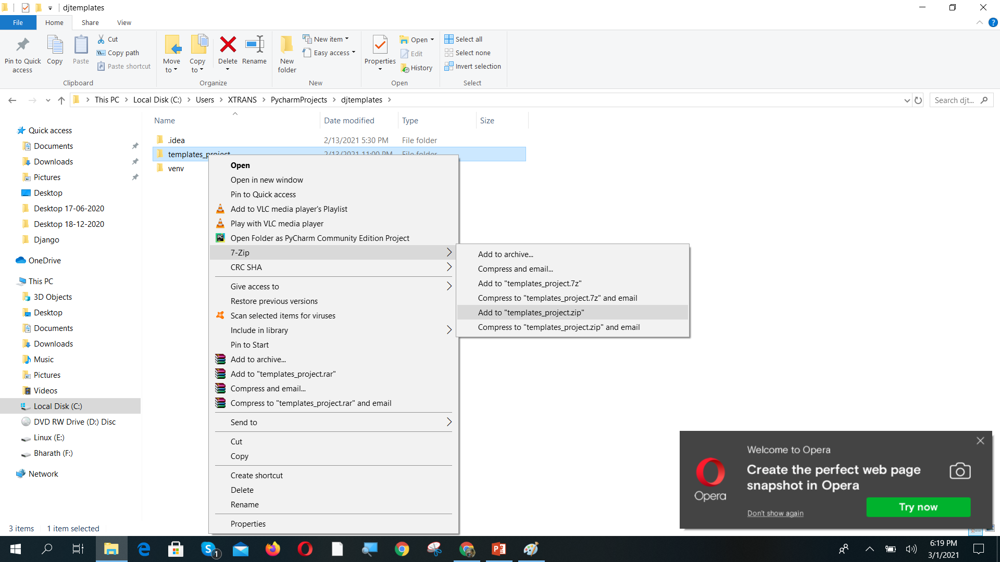 djtemplates
File
Home
Share
View
Pin to Quick access
Copy
Paste
Cut
Copy path
Paste shortcut
Clipboard
Move to
Copy to
Delete
Rename
Organize
New folder
New item
Easy access
New
Properties
Open
Edit
History
Open
Select all
Select none
Invert selection
Select
This PC > Local Disk (C:) > Users > XTRANS > PycharmProjects > djtemplates >
Search djt...
Name
Date modified
Type
Size
.idea 2/13/2021 5:30 PM File folder
templates_project 2/13/2021 11:00 PM File folder
venv
Quick access
Documents
Downloads
Pictures
Desktop
Desktop 17-06-2020
Desktop 18-12-2020
Django
OneDrive
This PC
3D Objects
Desktop
Documents
Downloads
Music
Pictures
Videos
Local Disk (C:)
DVD RW Drive (D:) Disc
Linux (E:)
Bharath (F:)
Network
Open
Open in new window
Pin to Quick access
Add to VLC media player's Playlist
Play with VLC media player
Open Folder as PyCharm Community Edition Project
7-Zip
CRC SHA
Give access to
Restore previous versions
Scan selected items for viruses
Include in library
Pin to Start
Add to archive...
Add to "templates_project.rar"
Compress and email...
Compress to "templates_project.rar" and email
Send to
Cut
Copy
Create shortcut
Delete
Rename
Properties
Add to archive...
Compress and email...
Add to "templates_project.7z"
Compress to "templates_project.7z" and email
Add to "templates_project.zip"
Compress to "templates_project.zip" and email
Opera
Welcome to Opera
Create the perfect web page
snapshot in Opera
Don't show again
Try now
3 items
1 item selected
1
6:19 PM
3/1/2021